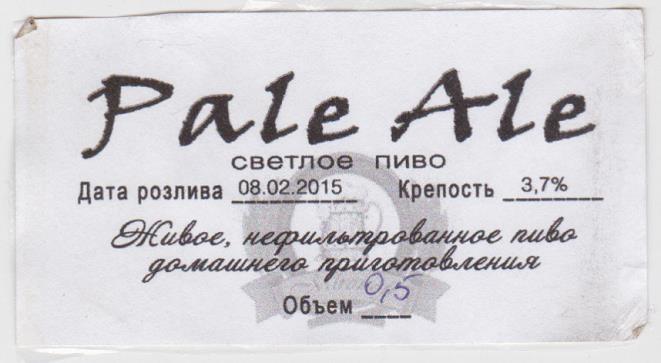 Pale Ale
светлое пиво
Дата розлива 08.02.2015 Крепость 3,7%
Живое, нефильтрованное пиво
домашнего приготовления
Объем 0,5